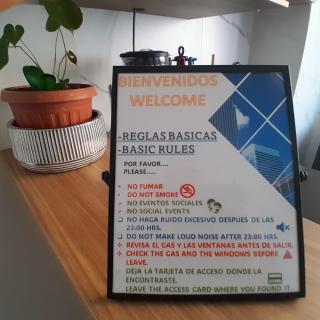 BIENVENIDOS
WELCOME
-REGLAS BASICAS
-BASIC RULES
POR FAVOR....
PLEASE.....
NO FUMAR
DO NOT SMOKE
NO EVENTOS SOCIALES
NO SOCIAL EVENTS
NO HAGA RUIDO EXCESIVO DESPUES DE LAS
23:00 HRS.
DO NOT MAKE LOUD NOISE AFTER 23:00 HRS.
REVISA EL GAS Y LAS VENTANAS ANTES DE SALIR.
CHECK THE GAS AND THE WINDOWS BEFORE
LEAVE.
DEJA LA TARJETA DE ACCESO DONDE LA
ENCONTRASTE.
LEAVE THE ACCESS CARD WHERE YOU FOUND IT.